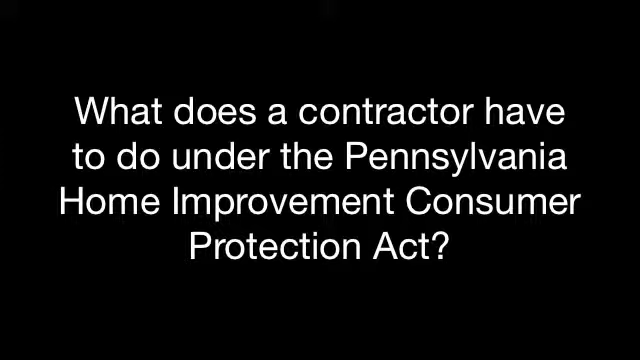 What does a contractor have
to do under the Pennsylvania
Home Improvement Consumer
Protection Act?